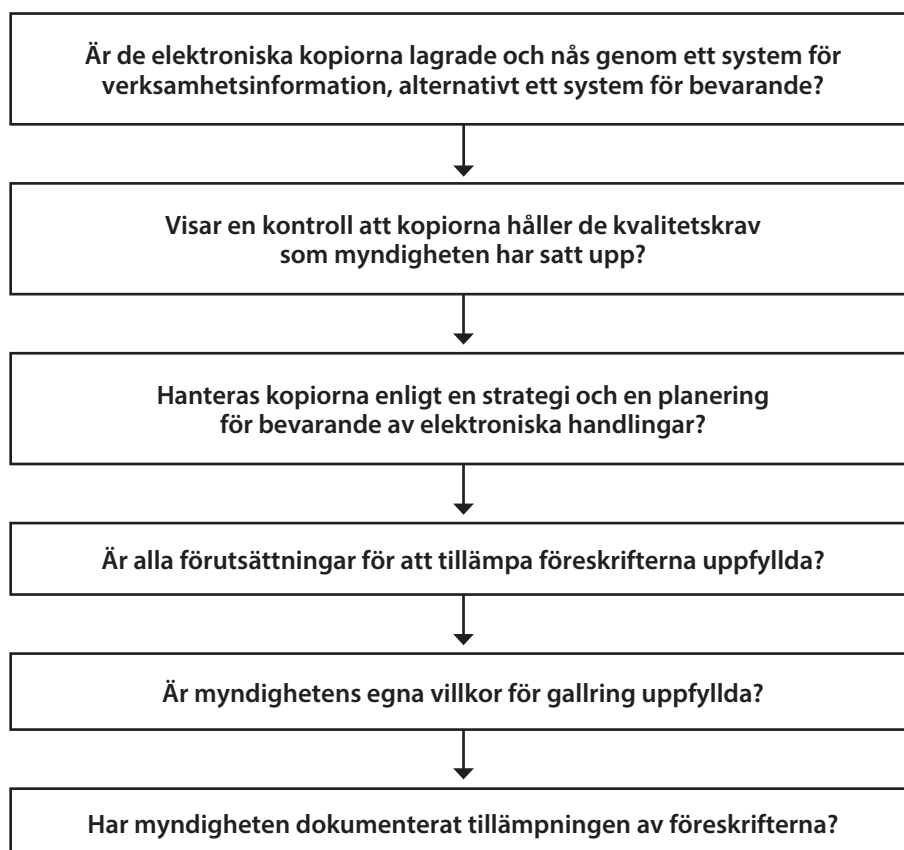 Är de elektroniska kopiorna lagrade och nås genom ett system för
verksamhetsinformation, alternativt ett system för bevarande?
Visar en kontroll att kopiorna håller de kvalitetskrav
som myndigheten har satt upp?
Hanteras kopiorna enligt en strategi och en planering
för bevarande av elektroniska handlingar?
Är alla förutsättningar för att tillämpa föreskrifterna uppfyllda?
Är myndighetens egna villkor för gallring uppfyllda?
Har myndigheten dokumenterat tillämpningen av föreskrifterna?